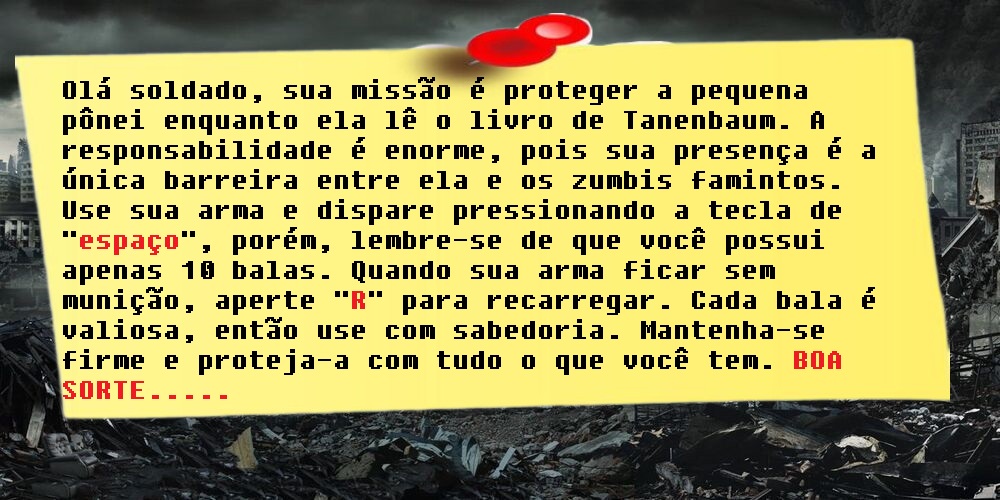 Olá soldado, sua missão é proteger a pequena
pônei enquanto ela lê o livro de Tanenbaum. A
responsabilidade é enorme, pois sua presença é a
única barreira entre ela e os zumbis famintos.
Use sua arma e dispare pressionando a tecla de
"espaço", porém, lembre-se de que você possui
apenas 10 balas. Quando sua arma ficar sem
munição, aperte "R" para recarregar. Cada bala é
valiosa, então use com sabedoria. Mantenha-se
firme e proteja-a com tudo o que você tem. BOA
SORTE.....